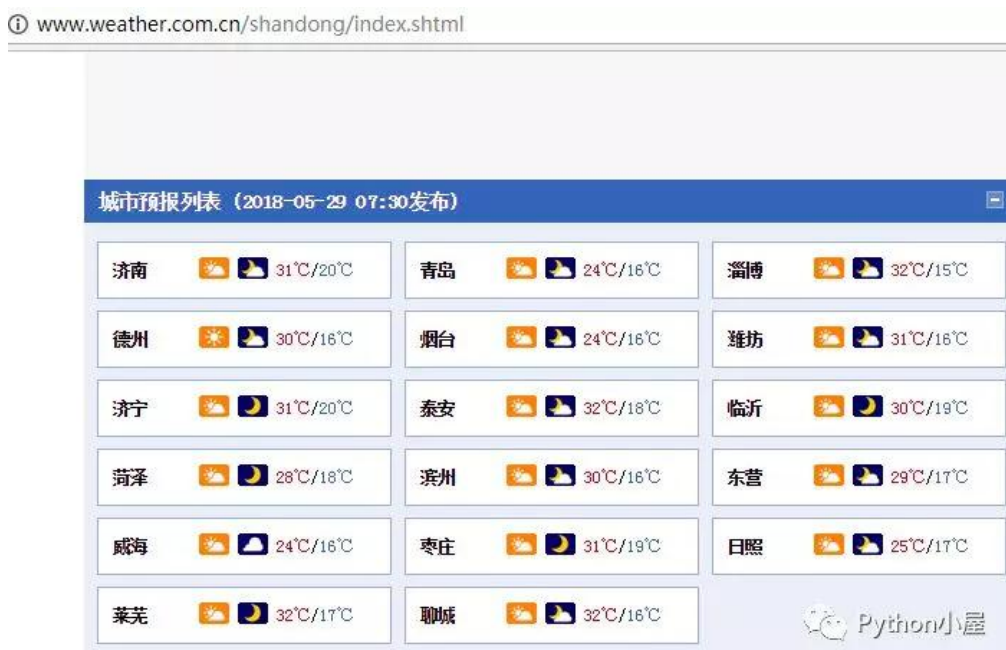 www.weather.com.cn/shandong/index.shtml
城市预报列表 (2018-05-29 07:30发布)
济南 31℃/20℃ 青岛 24℃/16℃ 淄博 32℃/15℃
德州 30℃/16℃ 烟台 24℃/16℃ 潍坊 31℃/16℃
济宁 31℃/20℃ 泰安 32℃/18℃ 临沂 30℃/19℃
菏泽 28℃/18℃ 滨州 30℃/16℃ 东营 29℃/17℃
威海 24℃/16℃ 枣庄 31℃/19℃ 日照 25℃/17℃
莱芜 32℃/17℃ 聊城 32℃/16℃
Python小屋